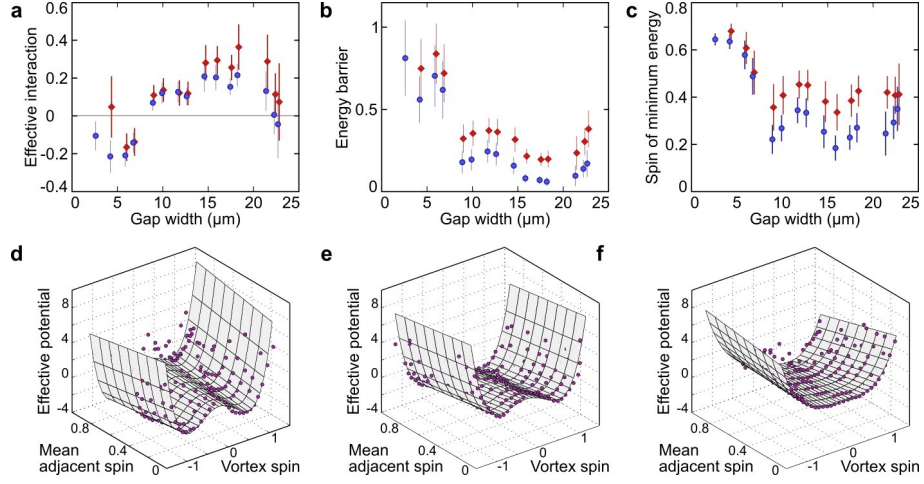 a
Effective interaction
0.6
0.4
0.2
0
-0.2
-0.4
0 5 10 15 20 25
Gap width (μm)
b
Energy barrier
1
0.5
0
0 5 10 15 20 25
Gap width (μm)
c
Spin of minimum energy
0.8
0.6
0.4
0.2
0
0 5 10 15 20 25
Gap width (μm)
d
Effective potential
8
4
0
-4
0.8
0.4
0
Mean
adjacent spin
-1 0 1
Vortex spin
e
Effective potential
8
4
0
-4
0.8
0.4
0
Mean
adjacent spin
-1 0 1
Vortex spin
f
Effective potential
8
4
0
-4
0.8
0.4
0
Mean
adjacent spin
-1 0 1
Vortex spin